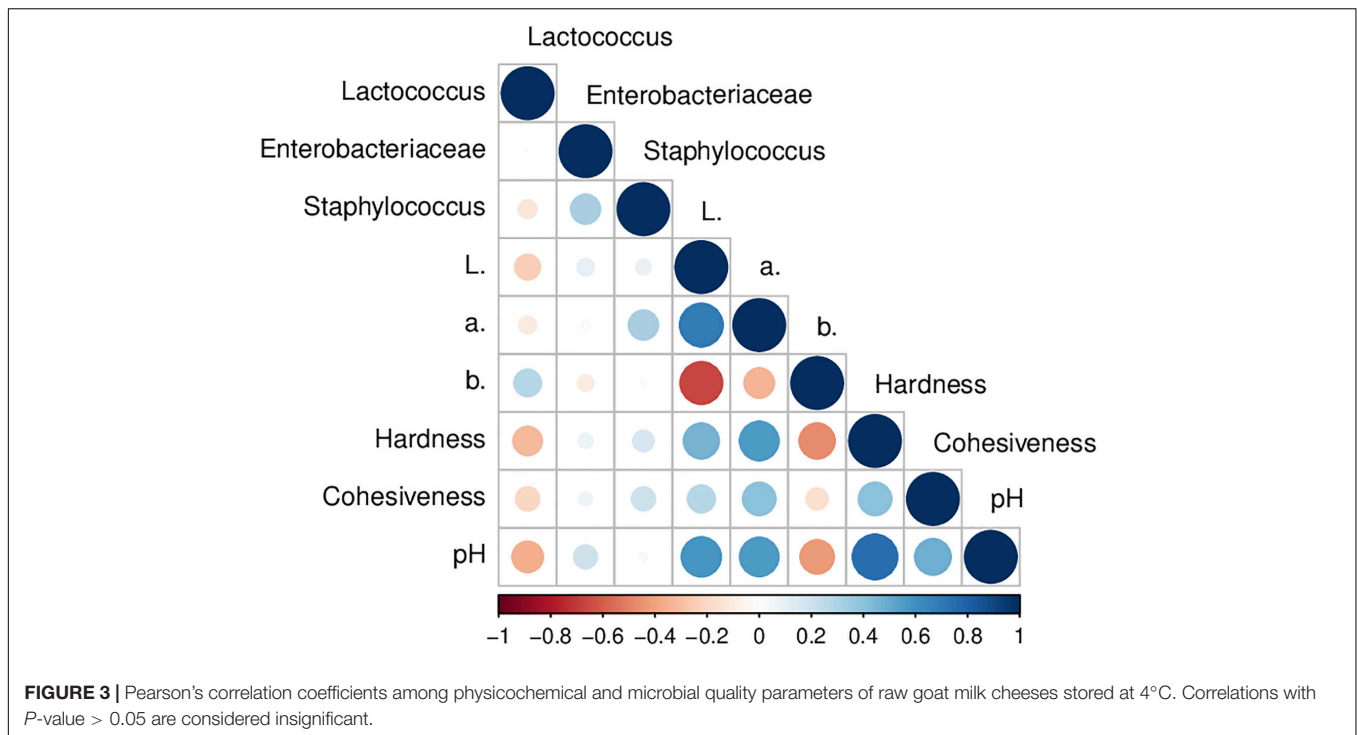 Lactococcus
Lactococcus
Enterobacteriaceae
Enterobacteriaceae
Staphylococcus
Staphylococcus
L.
L.
a.
a.
b.
b.
Hardness
Hardness
Cohesiveness
Cohesiveness
pH
pH
−1 −0.8 −0.6 −0.4 −0.2 0 0.2 0.4 0.6 0.8 1
FIGURE 3 | Pearson's correlation coefficients among physicochemical and microbial quality parameters of raw goat milk cheeses stored at 4°C. Correlations with
P-value > 0.05 are considered insignificant.